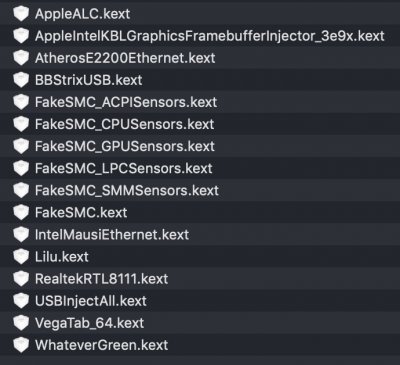 AppleALC.kext
AppleIntelKBLGraphicsFramebufferInjector_3e9x.kext
AtherosE2200Ethernet.kext
BBStrixUSB.kext
FakeSMC_ACPISensors.kext
FakeSMC_CPUSensors.kext
FakeSMC_GPUSensors.kext
FakeSMC_LPCSensors.kext
FakeSMC_SMMSensors.kext
FakeSMC.kext
IntelMausiEthernet.kext
Lilu.kext
RealtekRTL8111.kext
USBInjectAll.kext
VegaTab_64.kext
WhateverGreen.kext